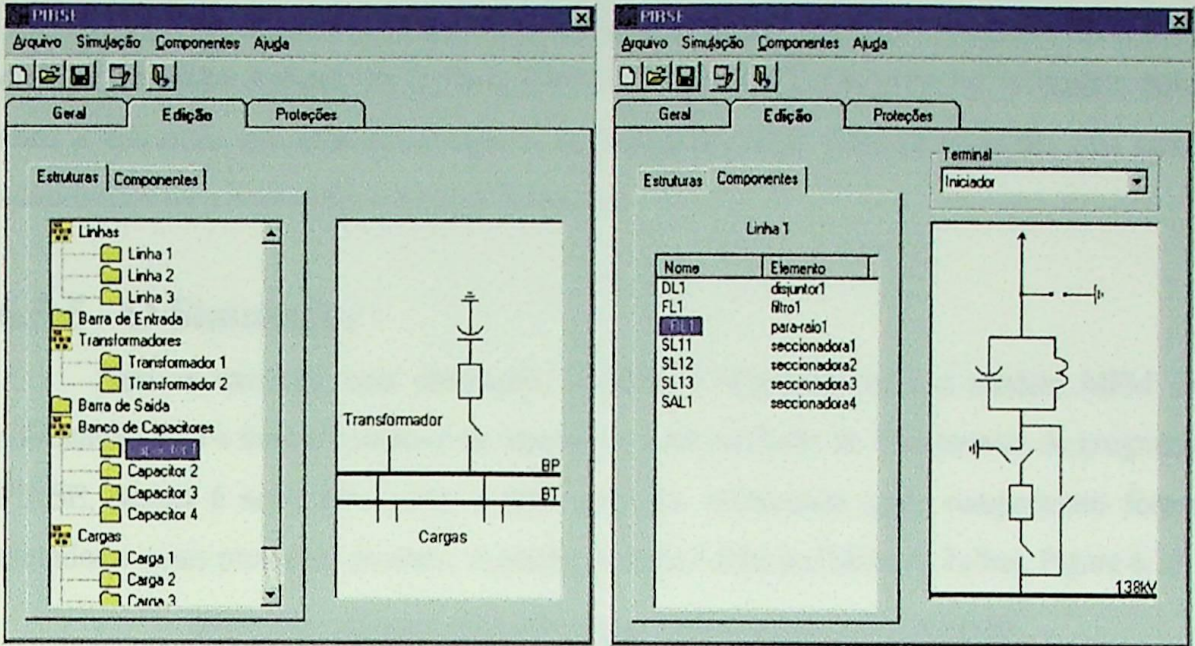 PIRSE
Arquivo Simulação Componentes Ajuda
Geral Edição Proteções
Estruturas Componentes
Linhas
Linha 1
Linha 2
Linha 3
Barra de Entrada
Transformadores
Transformador 1
Transformador 2
Barra de Saída
Banco de Capacitores
Capacitor 1
Capacitor 2
Capacitor 3
Capacitor 4
Cargas
Carga 1
Carga 2
Carga 3
Transformador
BP
BT
Cargas
PIRSE
Arquivo Simulação Componentes Ajuda
Geral Edição Proteções
Estruturas Componentes
Terminal
Iniciador
Linha 1
Nome Elemento
DL1 disjuntor1
FL1 filtro1
para-raio1
SL11 seccionadora1
SL12 seccionadora2
SL13 seccionadora3
SAL1 seccionadora4
138kV